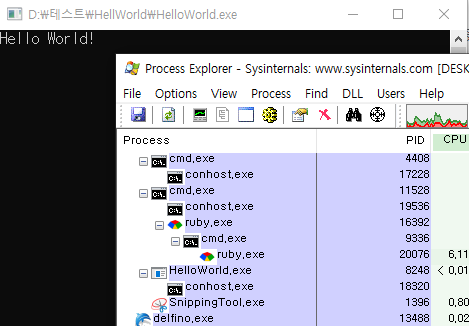 D:₩테스트₩HellWorld₩HelloWorld.exe
Hello World!
Process Explorer - Sysinternals: www.sysinternals.com [DESK
File Options View Process Find DLL Users Help
Process PID CPU
cmd,exe 4408
conhost,exe 17228
cmd,exe 11528
conhost,exe 19536
ruby,exe 16392
cmd,exe 9336
ruby,exe 20076 6,11
HelloWorld,exe 8248 < 0,01
conhost,exe 18320
SnippingTool,exe 1396 0,80
delfino,exe 13488 0,02